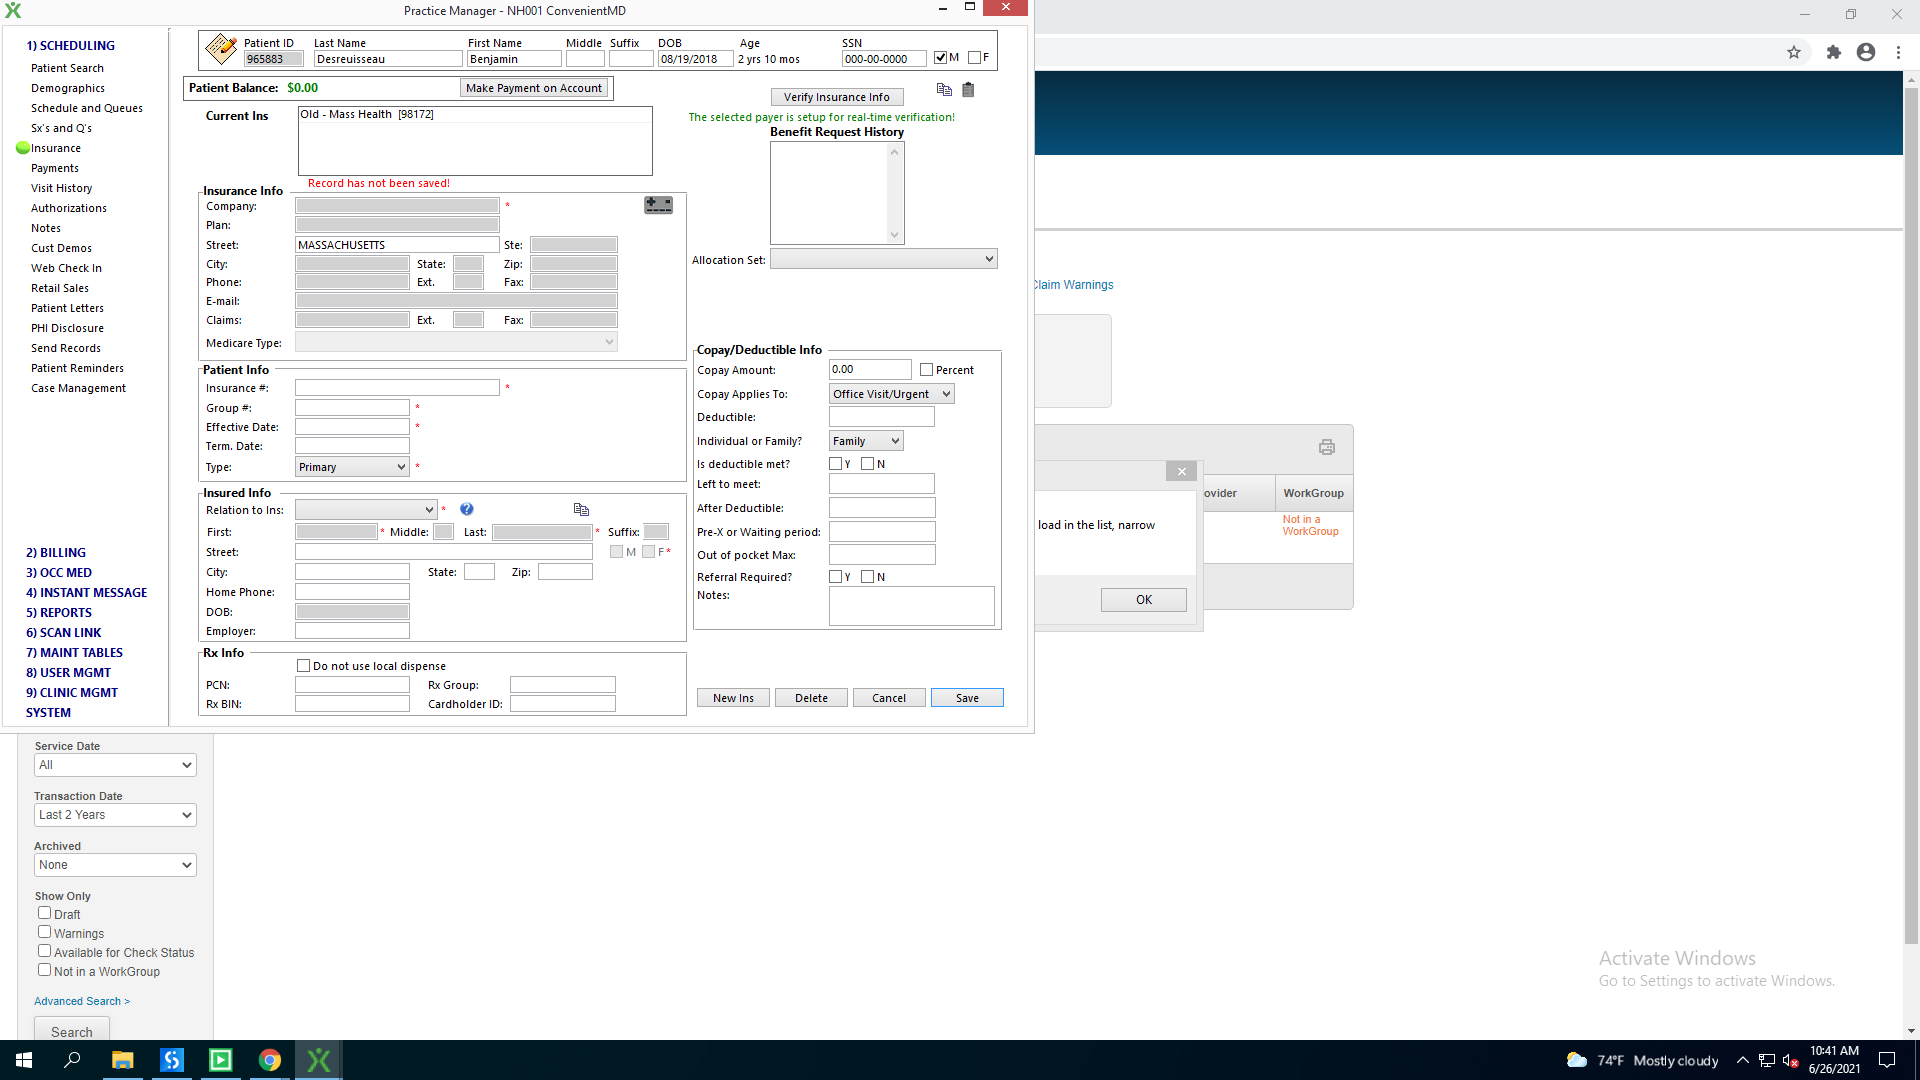 Practice Manager - NH001 ConvenientMD
1) SCHEDULING
Patient Search
Demographics
Schedule and Queues
Sx's and Q's
Insurance
Payments
Visit History
Authorizations
Notes
Cust Demos
Web Check In
Retail Sales
Patient Letters
PHI Disclosure
Send Records
Patient Reminders
Case Management
2) BILLING
3) OCC MED
4) INSTANT MESSAGE
5) REPORTS
6) SCAN LINK
7) MAINT TABLES
8) USER MGMT
9) CLINIC MGMT
SYSTEM
Patient ID Last Name First Name Middle Suffix DOB Age SSN
965883 Desreuisseau Benjamin 08/19/2018 2 yrs 10 mos 000-00-0000 M F
Patient Balance: $0.00 Make Payment on Account
Current Ins Old - Mass Health [98172]
Record has not been saved!
Verify Insurance Info
The selected payer is setup for real-time verification!
Benefit Request History
Allocation Set:
Insurance Info
Company: *
Plan:
Street: MASSACHUSETTS Ste:
City: State: Zip:
Phone: Ext. Fax:
E-mail:
Claims: Ext. Fax:
Medicare Type:
Patient Info
Insurance #: *
Group #: *
Effective Date: *
Term. Date:
Type: Primary *
Insured Info
Relation to Ins: * ?
First: * Middle: Last: * Suffix:
Street: M F *
City: State: Zip:
Home Phone:
DOB:
Employer:
Rx Info
Do not use local dispense
PCN: Rx Group:
Rx BIN: Cardholder ID:
Copay/Deductible Info
Copay Amount: 0.00 Percent
Copay Applies To: Office Visit/Urgent
Deductible:
Individual or Family? Family
Is deductible met? Y N
Left to meet:
After Deductible:
Pre-X or Waiting period:
Out of pocket Max:
Referral Required? Y N
Notes:
New Ins Delete Cancel Save
Claim Warnings
ovider WorkGroup
Not in a
WorkGroup
load in the list, narrow
OK
Service Date
All
Transaction Date
Last 2 Years
Archived
None
Show Only
Draft
Warnings
Available for Check Status
Not in a WorkGroup
Advanced Search >
Search
Activate Windows
Go to Settings to activate Windows.
74°F Mostly cloudy
10:41 AM
6/26/2021